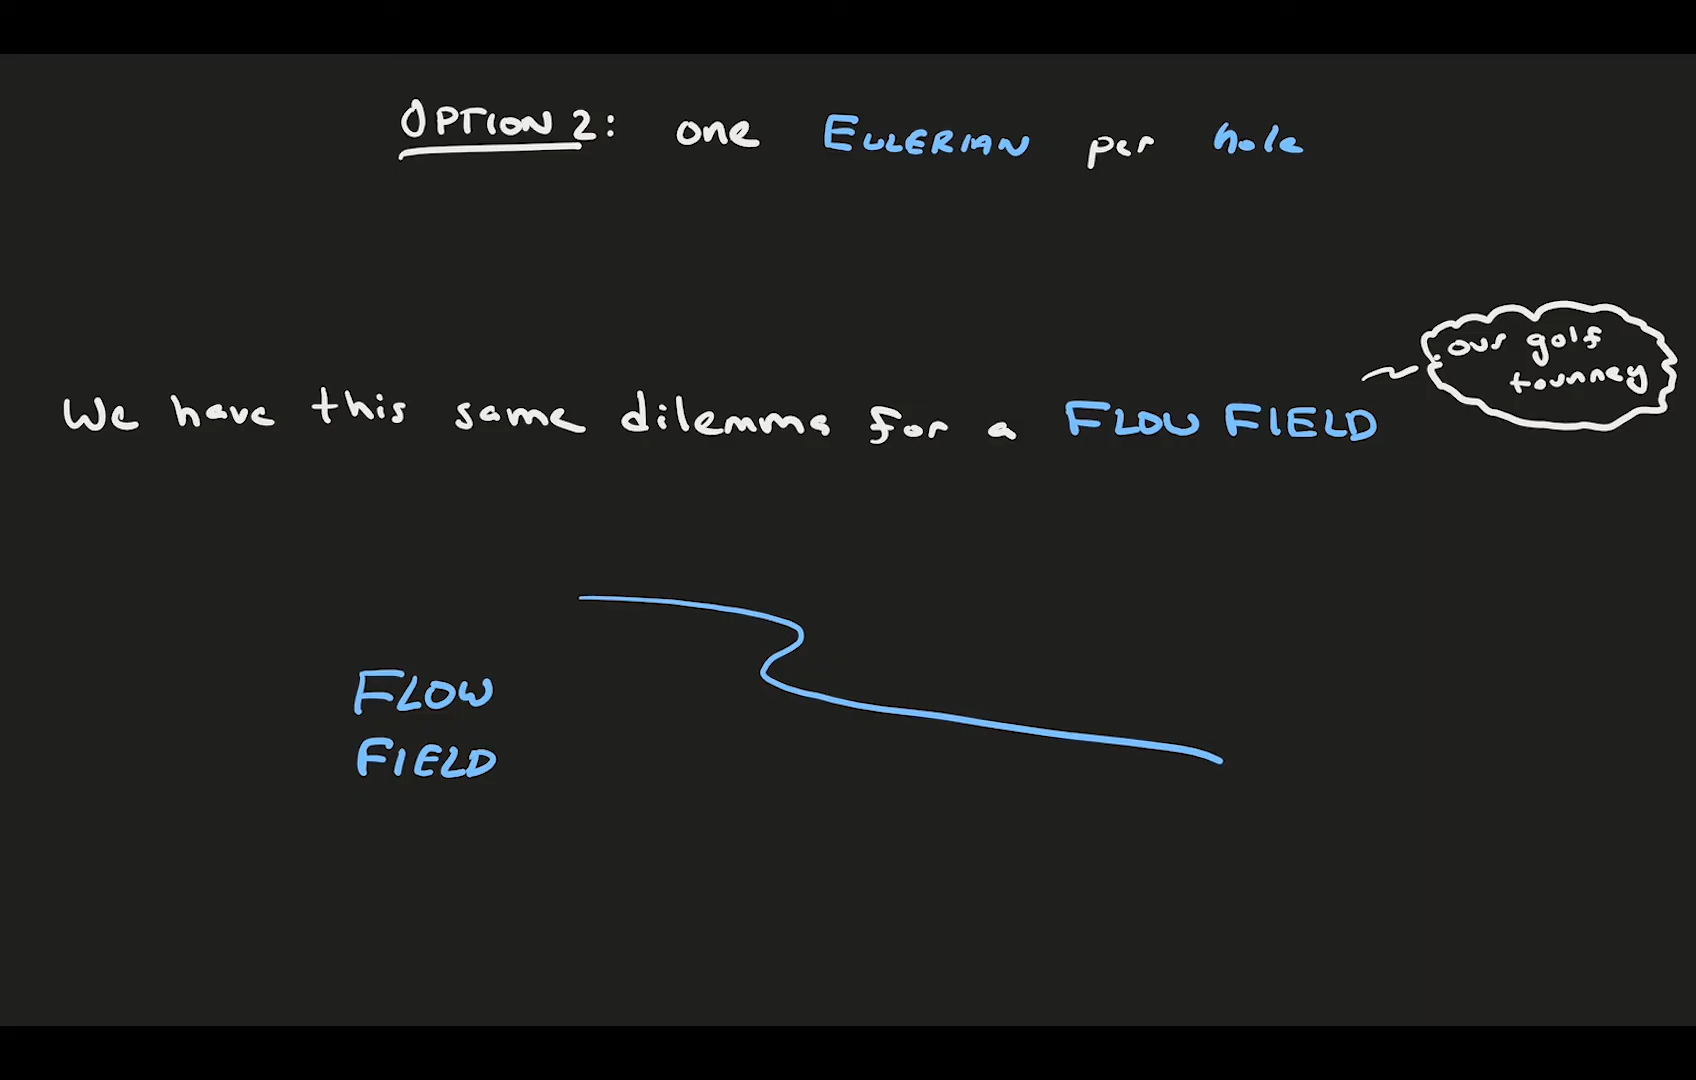 OPTION 2: one EULERIAN per hole
our golf
tourney
We have this same dilemma for a FLOW FIELD
FLOW
FIELD